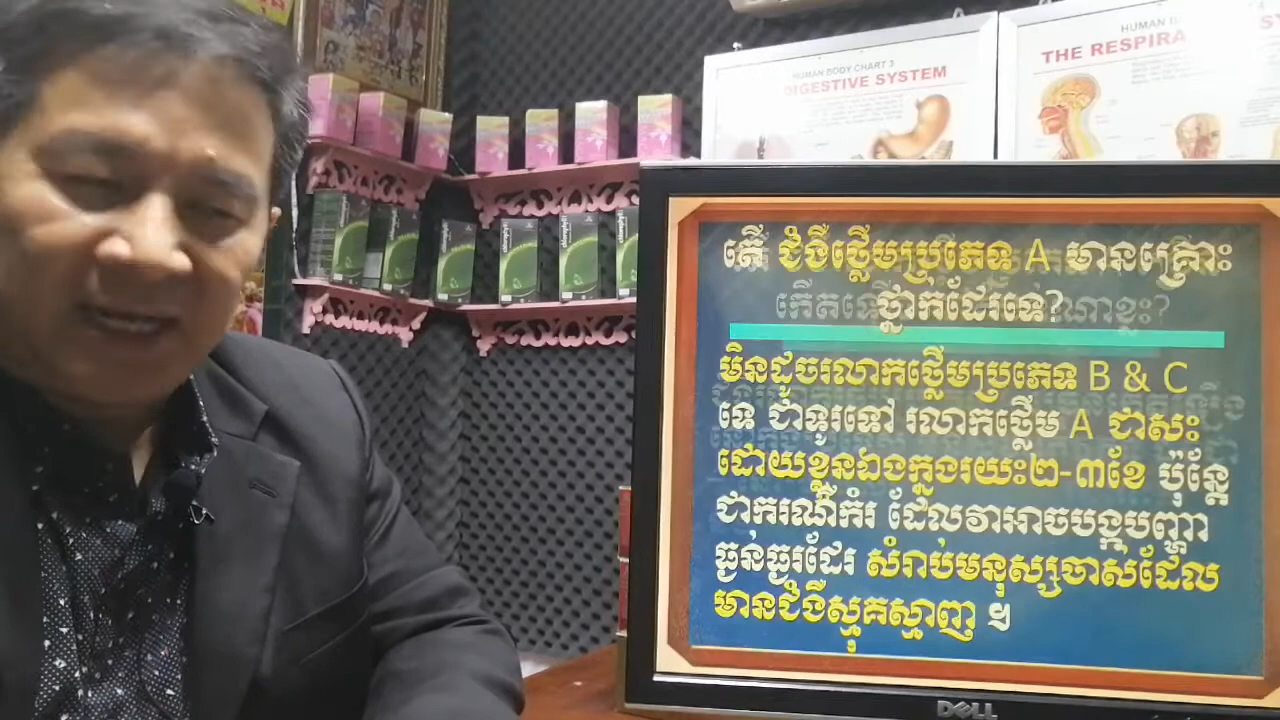 HUMAN BODY CHART 3
DIGESTIVE SYSTEM
HUMAN
THE RESPIRA
តើ ជំងឺថ្លើមប្រភេទ A មានគ្រោះ
ថ្នាក់ដែរទេ?
មិនដូចរលាកថ្លើមប្រភេទ B & C
ទេ ជាទូរទៅ រលាកថ្លើម A ជាសះ
ដោយខ្លួនឯងក្នុងរយះ២-៣ខែ ប៉ុន្តែ
ជាករណីកំរ ដែលវាអាចបង្កបញ្ហា
ធ្ងន់ធ្ងរដែរ សំរាប់មនុស្សចាស់ដែល
មានជំងឺស្មុគស្មាញ ។
DELL